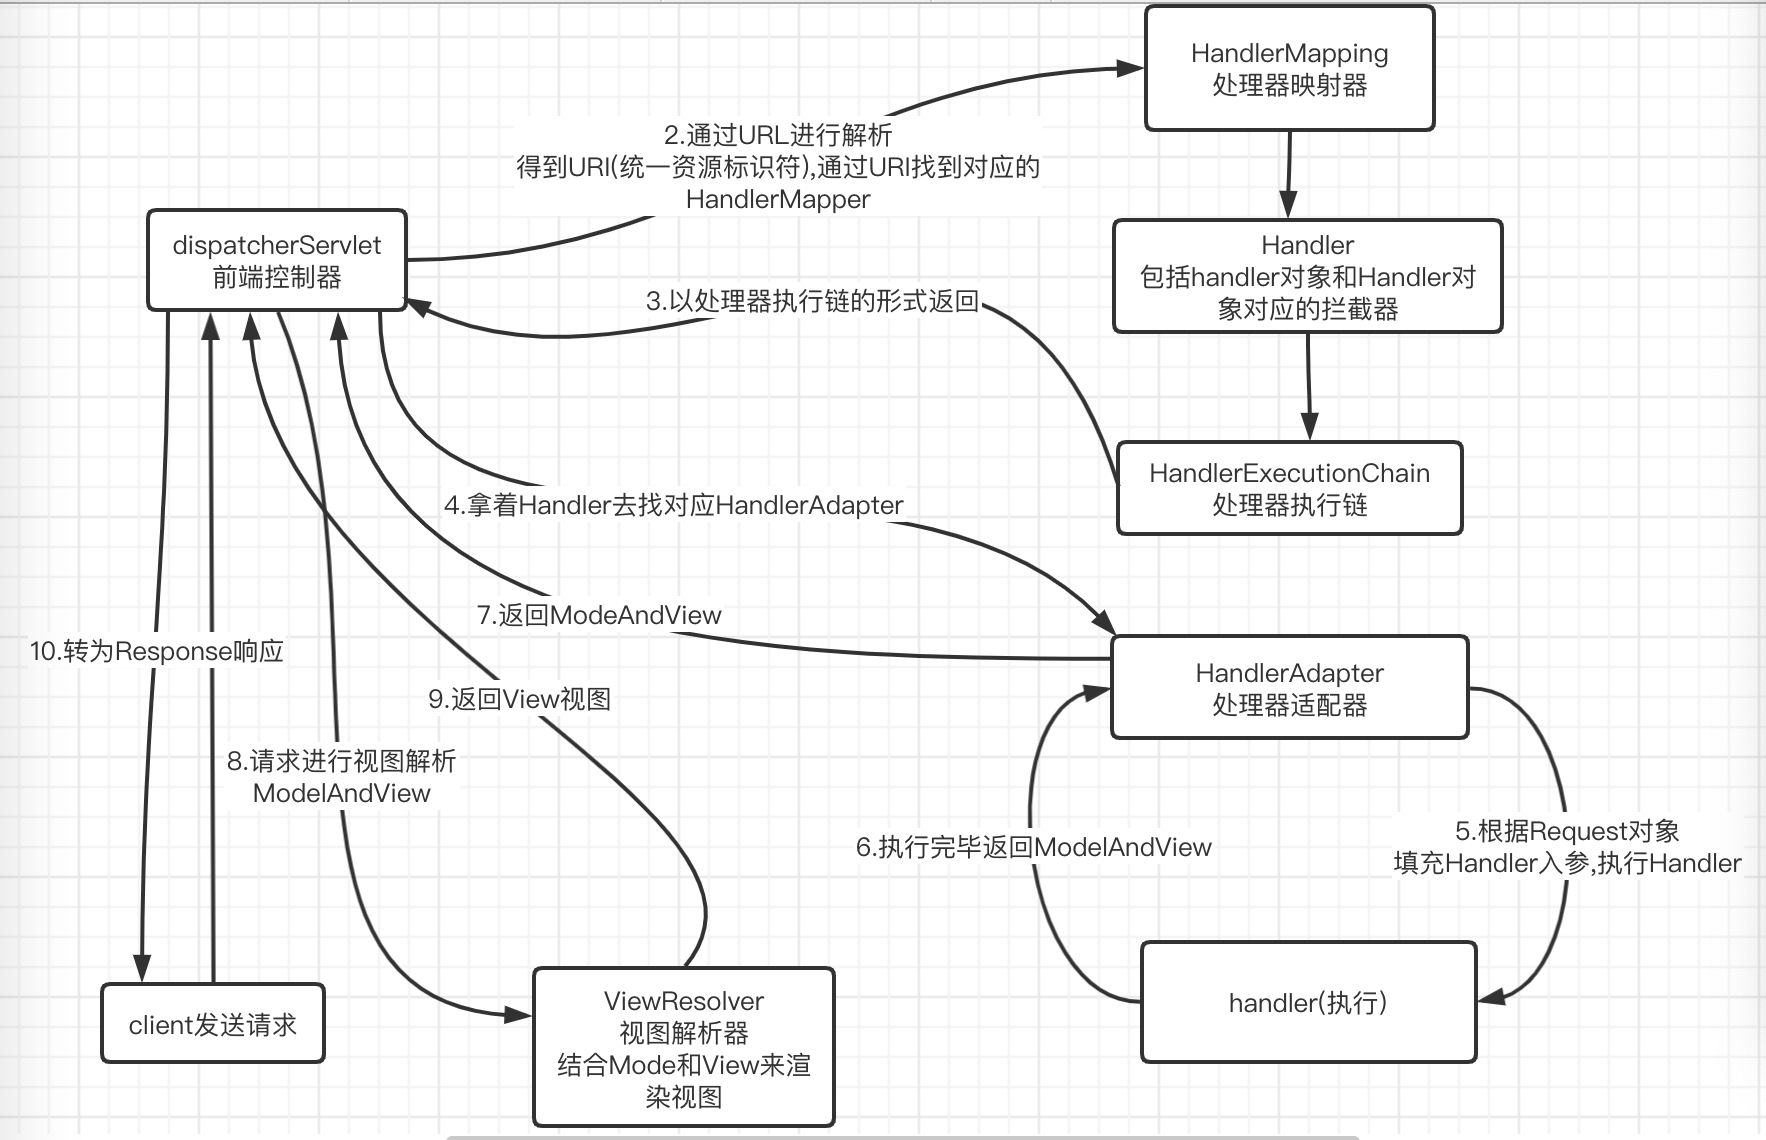 HandlerMapping
处理器映射器
2.通过URL进行解析
得到URI(统一资源标识符),通过URI找到对应的
HandlerMapper
dispatcherServlet
前端控制器
Handler
包括handler对象和Handler对
象对应的拦截器
3.以处理器执行链的形式返回
HandlerExecutionChain
处理器执行链
4.拿着Handler去找对应HandlerAdapter
7.返回ModeAndView
10.转为Response响应
HandlerAdapter
处理器适配器
9.返回View视图
8.请求进行视图解析
ModelAndView
6.执行完毕返回ModelAndView
5.根据Request对象
填充Handler入参,执行Handler
client发送请求
ViewResolver
视图解析器
结合Mode和View来渲
染视图
handler(执行)